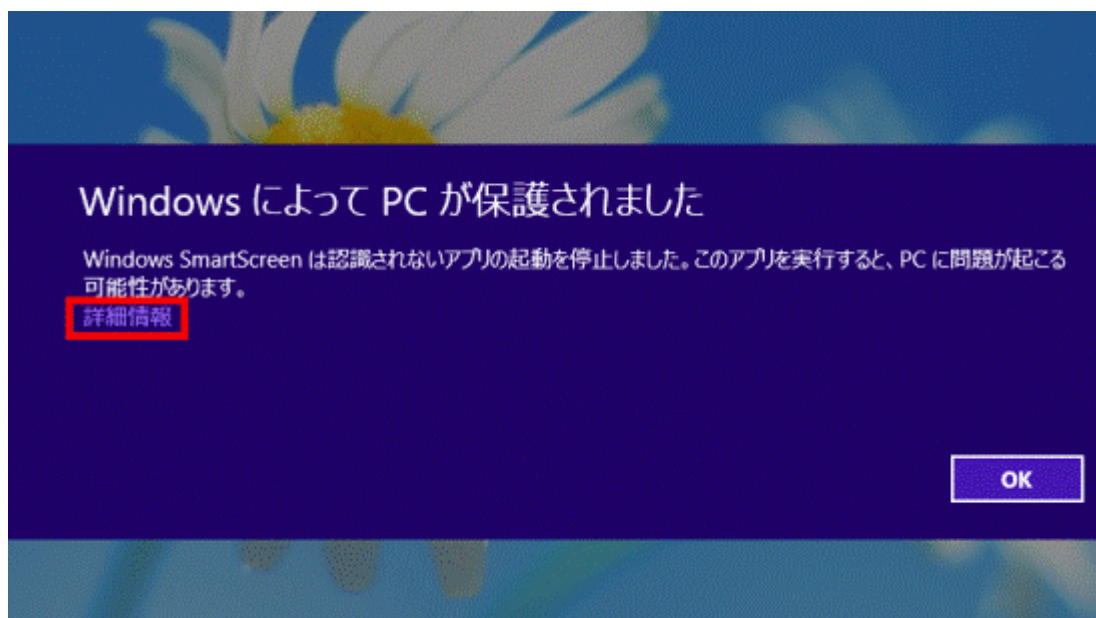 Windows によって PC が保護されました
Windows SmartScreen は認識されないアプリの起動を停止しました。このアプリを実行すると、PC に問題が起こる
可能性があります。
詳細情報
OK